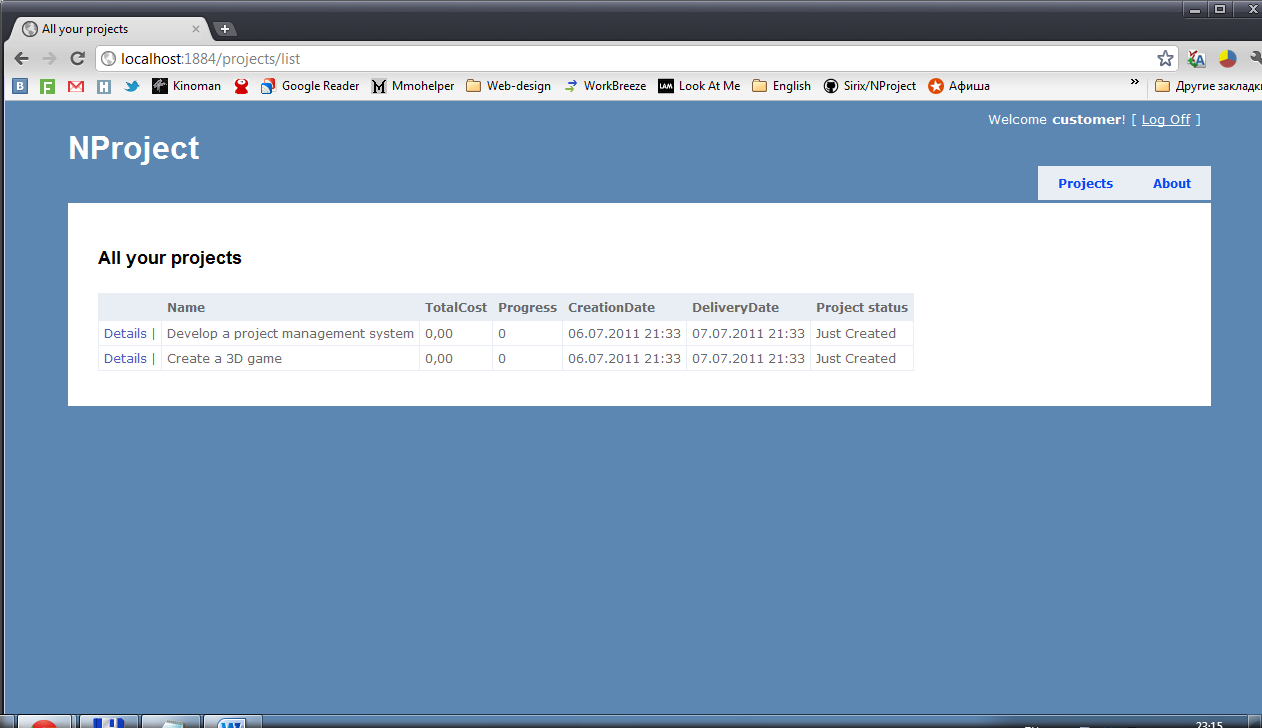 All your projects
localhost:1884/projects/list
Kinoman Google Reader Mmohelper Web-design WorkBreeze Look At Me English Sirix/NProject Афиша » Другие закладки
Welcome customer! [ Log Off ]
NProject
Projects About
All your projects
Name TotalCost Progress CreationDate DeliveryDate Project status
Details | Develop a project management system 0,00 0 06.07.2011 21:33 07.07.2011 21:33 Just Created
Details | Create a 3D game 0,00 0 06.07.2011 21:33 07.07.2011 21:33 Just Created
23:15